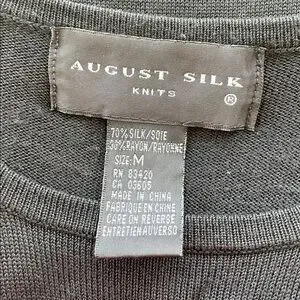 AUGUST SILK
KNITS
®
70% SILK/SOIE
30% RAYON/RAYONNE
SIZE: M
RN 83420
CA 03605
MADE IN CHINA
FABRIQUE EN CHINE
CARE ON REVERSE
ENTRETIEN AU VERSO